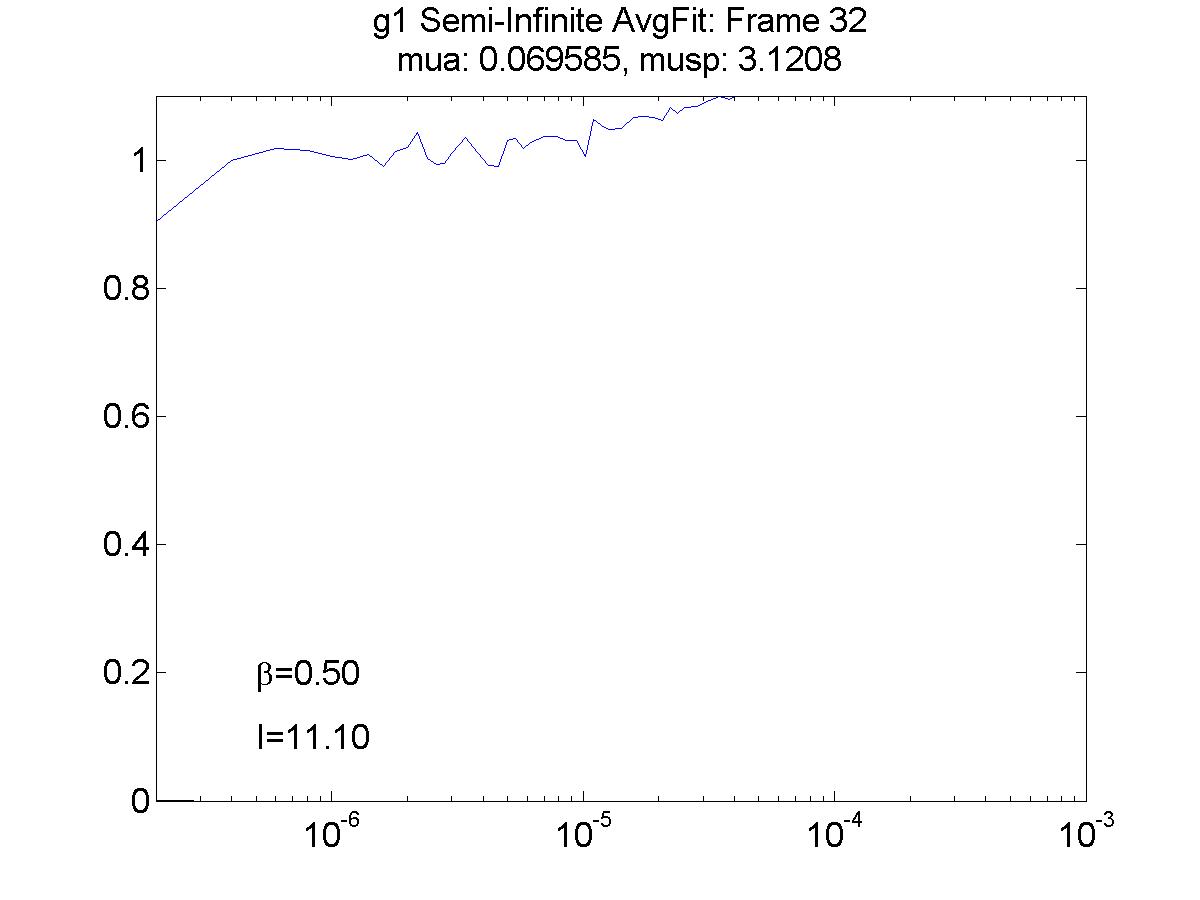 g1 Semi-Infinite AvgFit: Frame 32
mua: 0.069585, musp: 3.1208
1
0.8
0.6
0.4
0.2
0
β=0.50
I=11.10
10^-6
10^-5
10^-4
10^-3